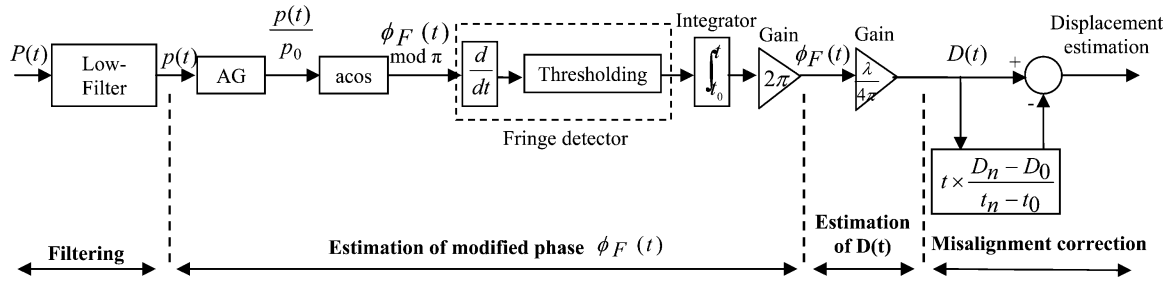 P(t)
Low-
Filter
p(t)
AG
p(t)
p0
acos
ϕF (t)
mod π
d
dt
Thresholding
Fringe detector
Integrator
∫ t t0
Gain
2π
ϕF (t)
Gain
λ
4π
D(t)
+
-
Displacement
estimation
t × Dn − D0
tn − t0
Filtering
Estimation of modified phase ϕF (t)
Estimation
of D(t)
Misalignment correction